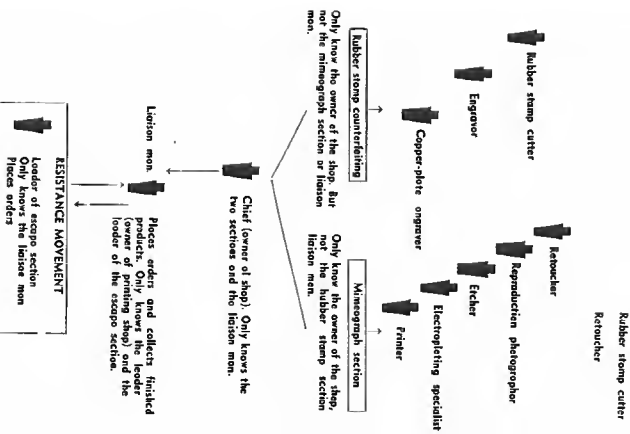 Rubber stamp cutter
Retoucher
Rubber stamp cutter
Engraver
Copper-plate engraver
Retoucher
Reproduction photographer
Etcher
Electroplating specialist
Printer
Rubber stamp counterfeiting
Only know the owner of the shop. But
not the mimeograph section or liaison
man.
Mimeograph section
Only know the owner of the shop,
not the hubber stamp section
liaison men.
Chief (owner of shop). Only knows the
two sections and the liaison man.
Liaison man.
Places orders and collects finished
products. Only knows the leader
(owner of printing shop) and the
leader of the escape section.
RESISTANCE MOVEMENT
Leader of escape section
Only knows the liaison man
Places orders